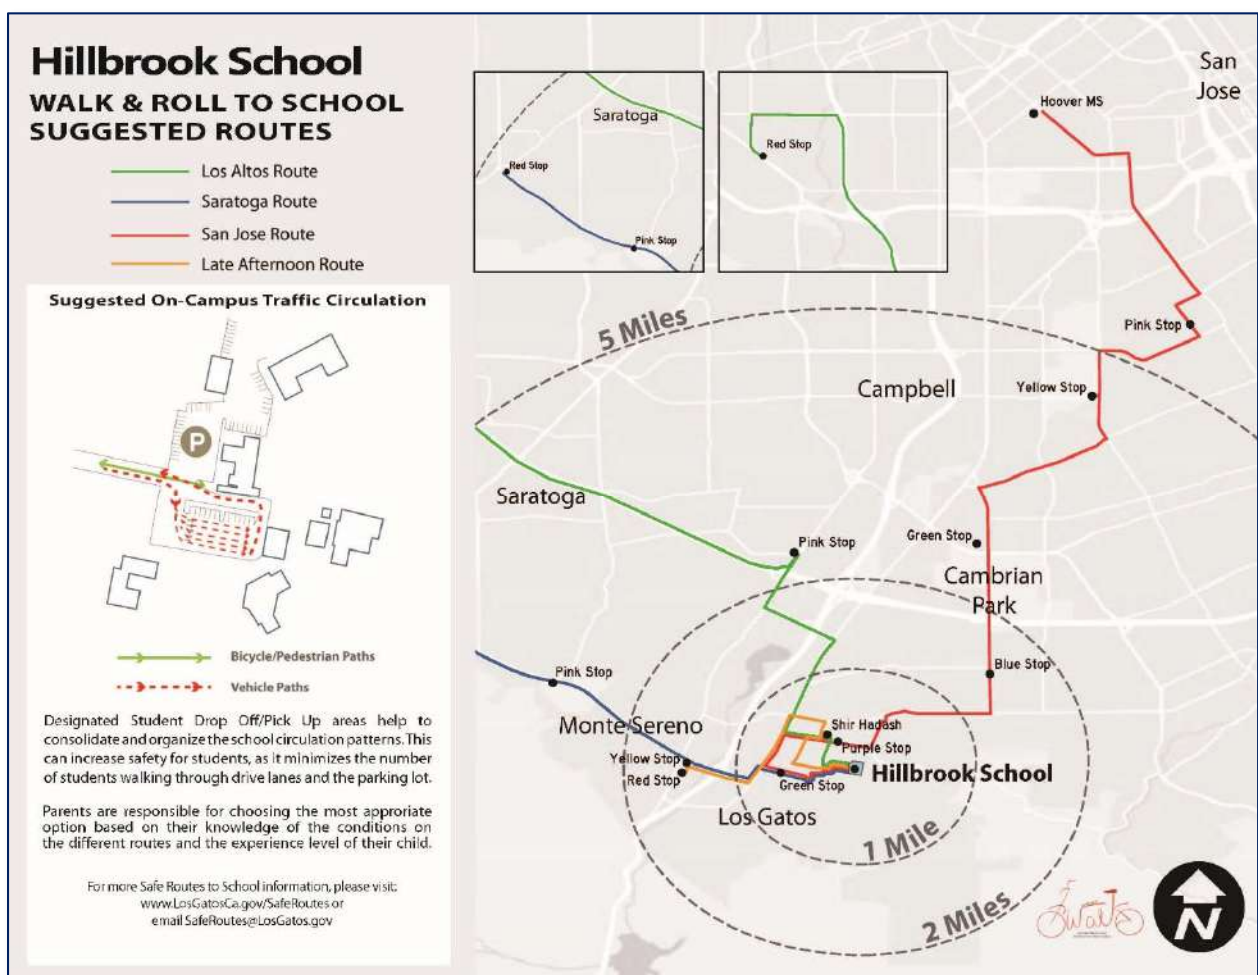 Hillbrook School
WALK & ROLL TO SCHOOL
SUGGESTED ROUTES
Los Altos Route
Saratoga Route
San Jose Route
Late Afternoon Route
Suggested On-Campus Traffic Circulation
P
Bicycle/Pedestrian Paths
Vehicle Paths
Designated Student Drop Off/Pick Up areas help to
consolidate and organize the school circulation patterns. This
can increase safety for students, as it minimizes the number
of students walking through drive lanes and the parking lot.
Parents are responsible for choosing the most approriate
option based on their knowledge of the conditions on
the different routes and the experience level of their child.
For more Safe Routes to School information, please visit:
www.LosGatosCa.gov/SafeRoutes or
email SafeRoutes@LosGatos.gov
Saratoga
Red Stop
Pink Stop
Red Stop
San
Jose
Hoover MS
Pink Stop
5 Miles
Campbell
Yellow Stop
Saratoga
Pink Stop
Green Stop
Cambrian
Park
Blue Stop
Pink Stop
Monte Sereno
Shir Hadash
Purple Stop
Yellow Stop
Red Stop
Green Stop
Hillbrook School
Los Gatos
1 Mile
2 Miles
N